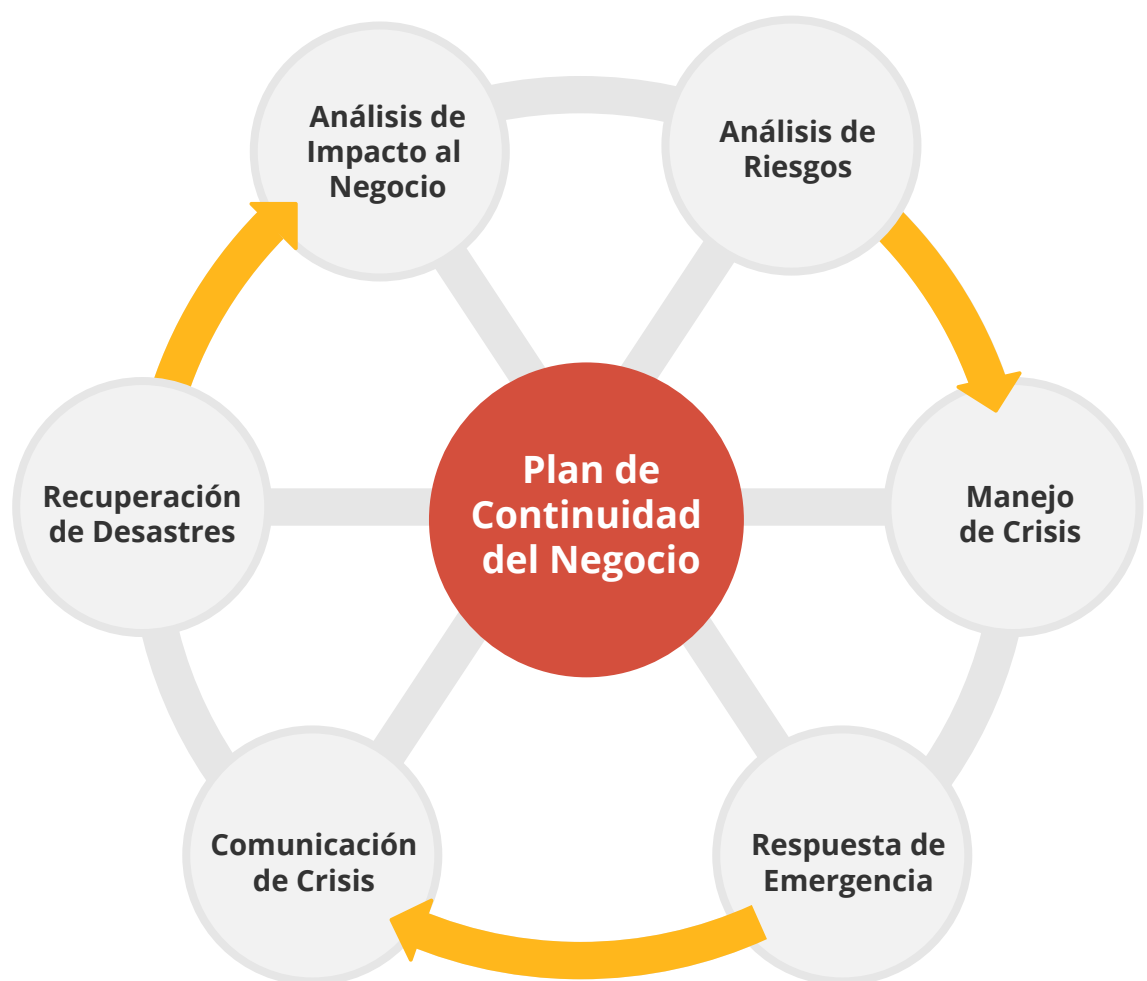 Análisis de
Impacto al
Negocio
Análisis de
Riesgos
Recuperación
de Desastres
Plan de
Continuidad
del Negocio
Manejo
de Crisis
Comunicación
de Crisis
Respuesta de
Emergencia